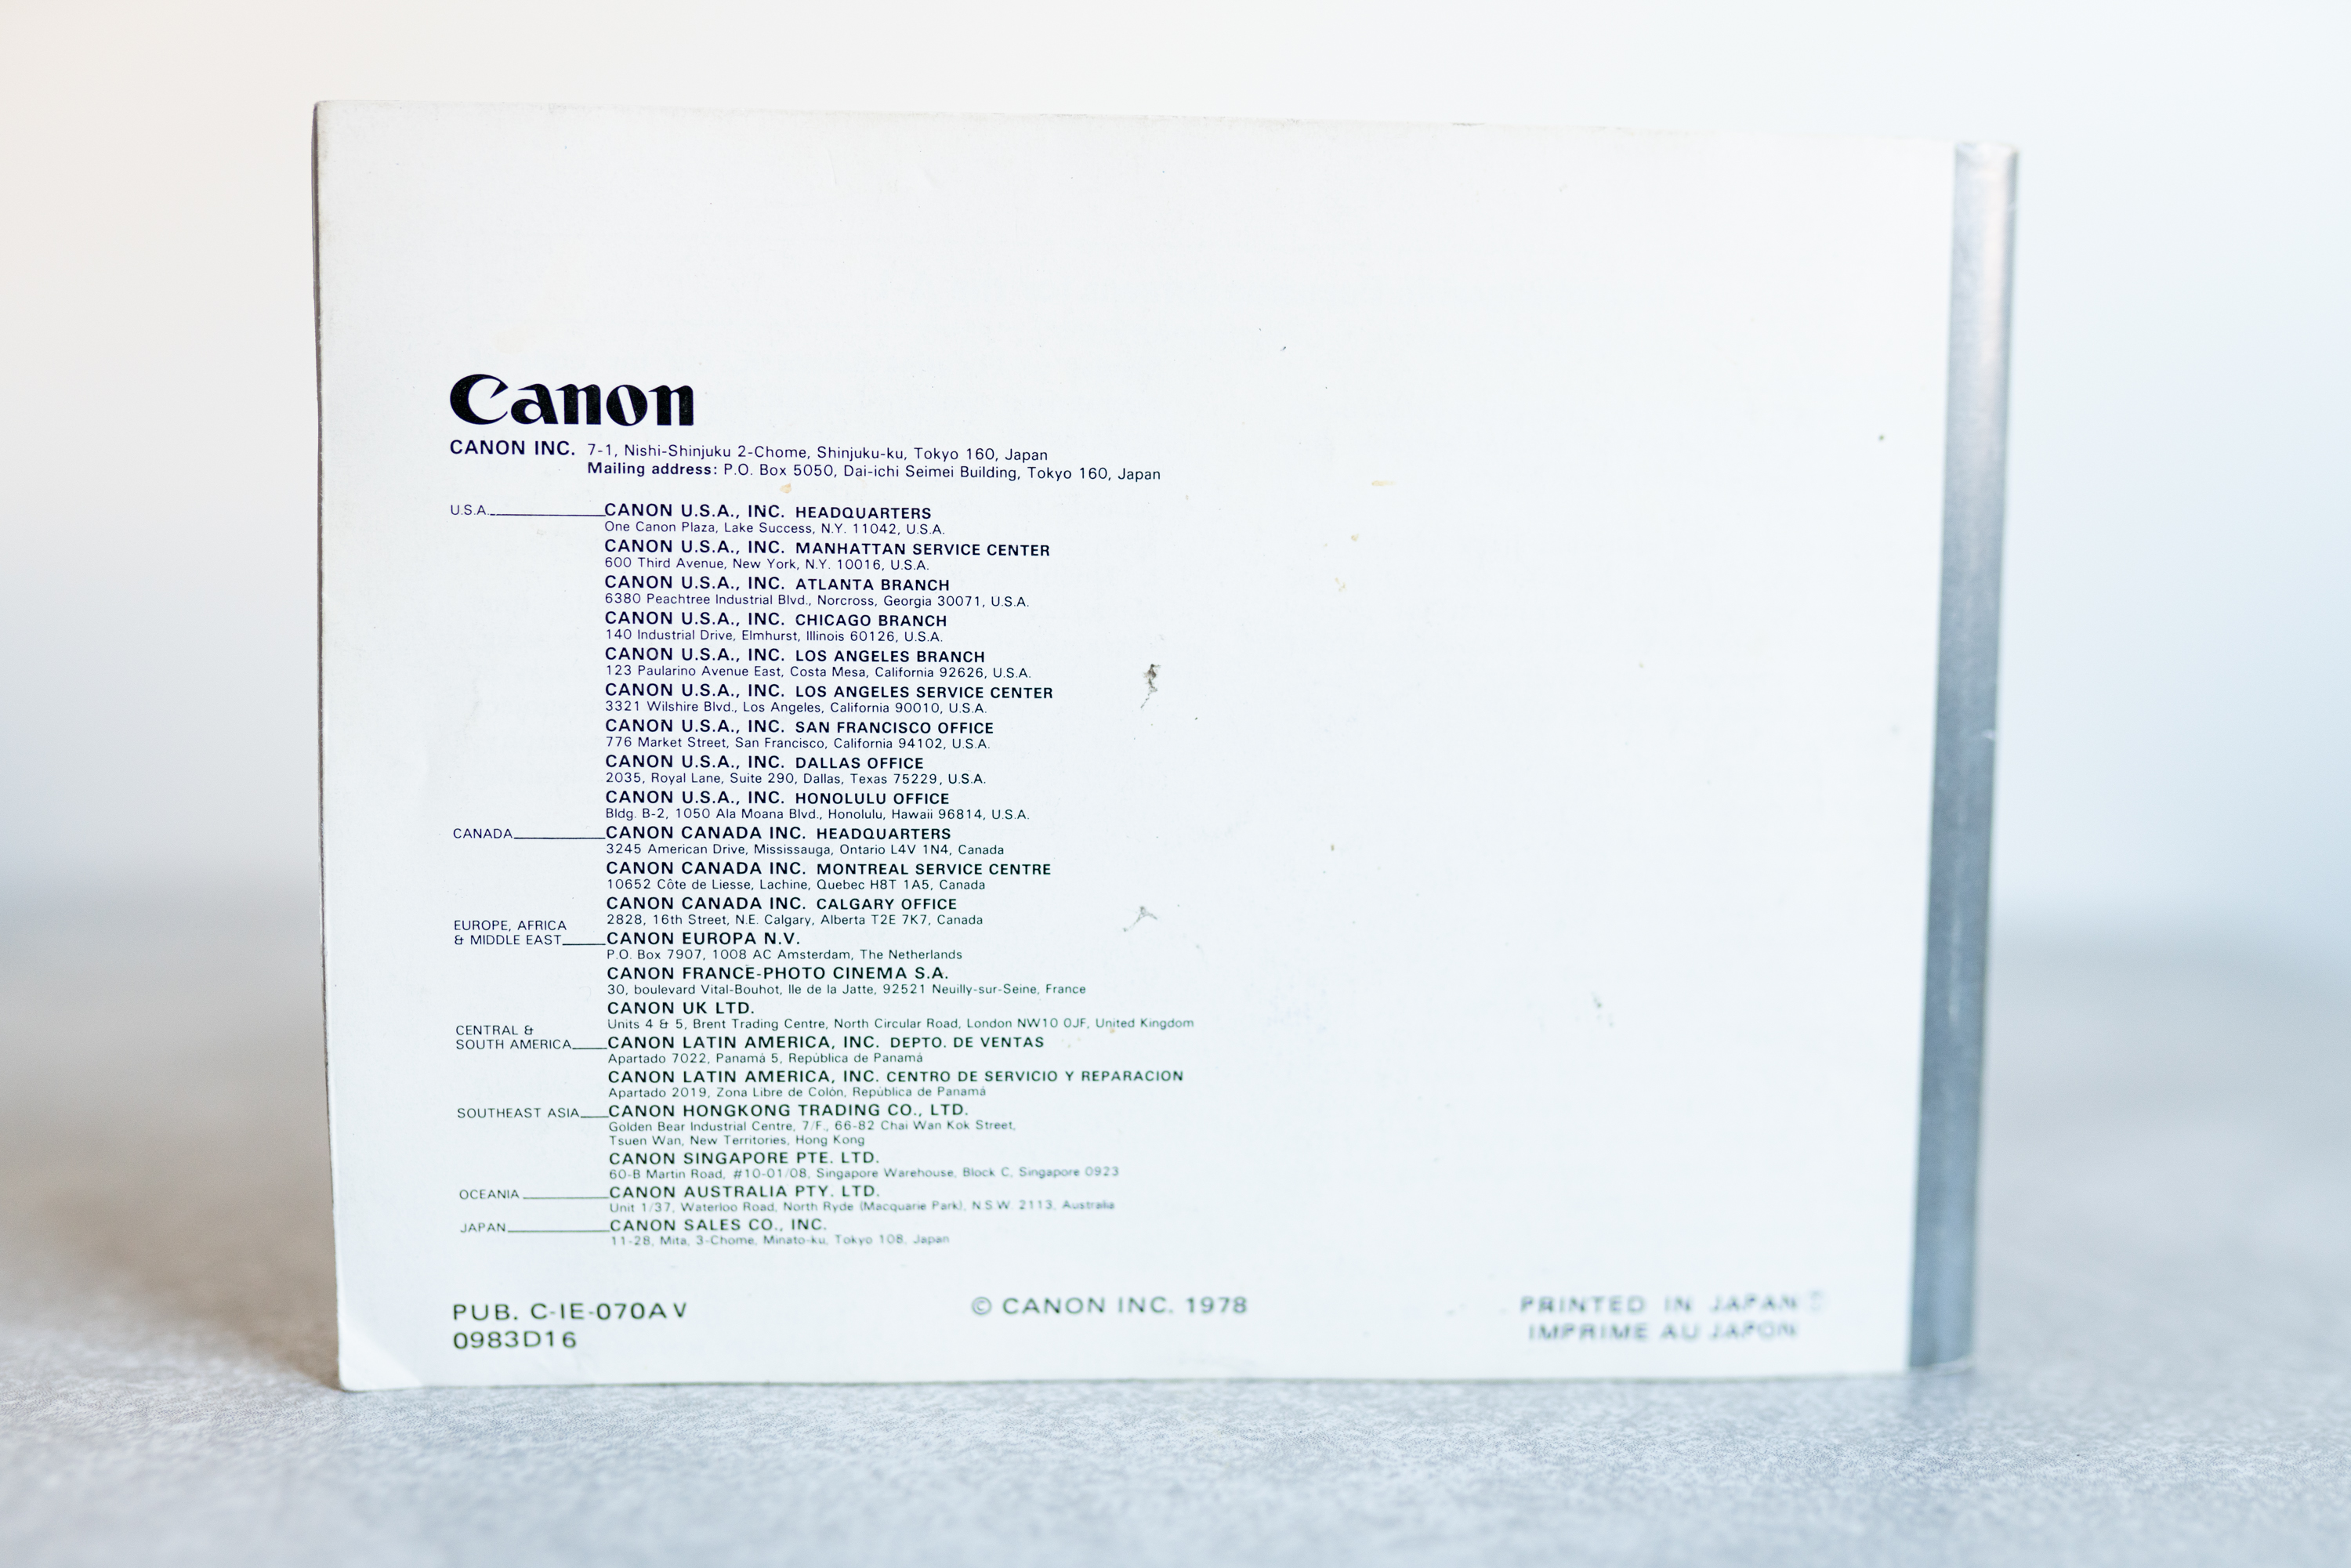 Canon
CANON INC. 7-1, Nishi-Shinjuku 2-Chome, Shinjuku-ku, Tokyo 160, Japan
Mailing address: P.O. Box 5050, Dai-ichi Seimei Building, Tokyo 160, Japan
U.S.A. CANON U.S.A., INC. HEADQUARTERS
One Canon Plaza, Lake Success, N.Y. 11042, U.S.A.
CANON U.S.A., INC. MANHATTAN SERVICE CENTER
600 Third Avenue, New York, N.Y. 10016, U.S.A.
CANON U.S.A., INC. ATLANTA BRANCH
6380 Peachtree Industrial Blvd., Norcross, Georgia 30071, U.S.A.
CANON U.S.A., INC. CHICAGO BRANCH
140 Industrial Drive, Elmhurst, Illinois 60126, U.S.A.
CANON U.S.A., INC. LOS ANGELES BRANCH
123 Paularino Avenue East, Costa Mesa, California 92626, U.S.A.
CANON U.S.A., INC. LOS ANGELES SERVICE CENTER
3321 Wilshire Blvd., Los Angeles, California 90010, U.S.A.
CANON U.S.A., INC. SAN FRANCISCO OFFICE
776 Market Street, San Francisco, California 94102, U.S.A.
CANON U.S.A., INC. DALLAS OFFICE
2035, Royal Lane, Suite 290, Dallas, Texas 75229, U.S.A.
CANON U.S.A., INC. HONOLULU OFFICE
Bldg. B-2, 1050 Ala Moana Blvd., Honolulu, Hawaii 96814, U.S.A.
CANADA CANON CANADA INC. HEADQUARTERS
3245 American Drive, Mississauga, Ontario L4V 1N4, Canada
CANON CANADA INC. MONTREAL SERVICE CENTRE
10652 Côte de Liesse, Lachine, Quebec H8T 1A5, Canada
CANON CANADA INC. CALGARY OFFICE
2828, 16th Street, N.E. Calgary, Alberta T2E 7K7, Canada
EUROPE, AFRICA
& MIDDLE EAST CANON EUROPA N.V.
P.O. Box 7907, 1008 AC Amsterdam, The Netherlands
CANON FRANCE-PHOTO CINEMA S.A.
30, boulevard Vital-Bouhot, Ile de la Jatte, 92521 Neuilly-sur-Seine, France
CANON UK LTD.
Units 4 & 5, Brent Trading Centre, North Circular Road, London NW10 0JF, United Kingdom
CENTRAL &
SOUTH AMERICA CANON LATIN AMERICA, INC. DEPTO. DE VENTAS
Apartado 7022, Panamá 5, República de Panamá
CANON LATIN AMERICA, INC. CENTRO DE SERVICIO Y REPARACION
Apartado 2019, Zona Libre de Colón, República de Panamá
SOUTHEAST ASIA CANON HONGKONG TRADING CO., LTD.
Golden Bear Industrial Centre, 7/F., 66-82 Chai Wan Kok Street,
Tsuen Wan, New Territories, Hong Kong
CANON SINGAPORE PTE. LTD.
60-B Martin Road, #10-01/08, Singapore Warehouse, Block C, Singapore 0923
OCEANIA CANON AUSTRALIA PTY. LTD.
Unit 1/37, Waterloo Road, North Ryde (Macquarie Park), N.S.W. 2113, Australia
JAPAN CANON SALES CO., INC.
11-28, Mita, 3-Chome, Minato-ku, Tokyo 108, Japan
PUB. C-IE-070AV
0983D16
© CANON INC. 1978
PRINTED IN JAPAN
IMPRIME AU JAPON